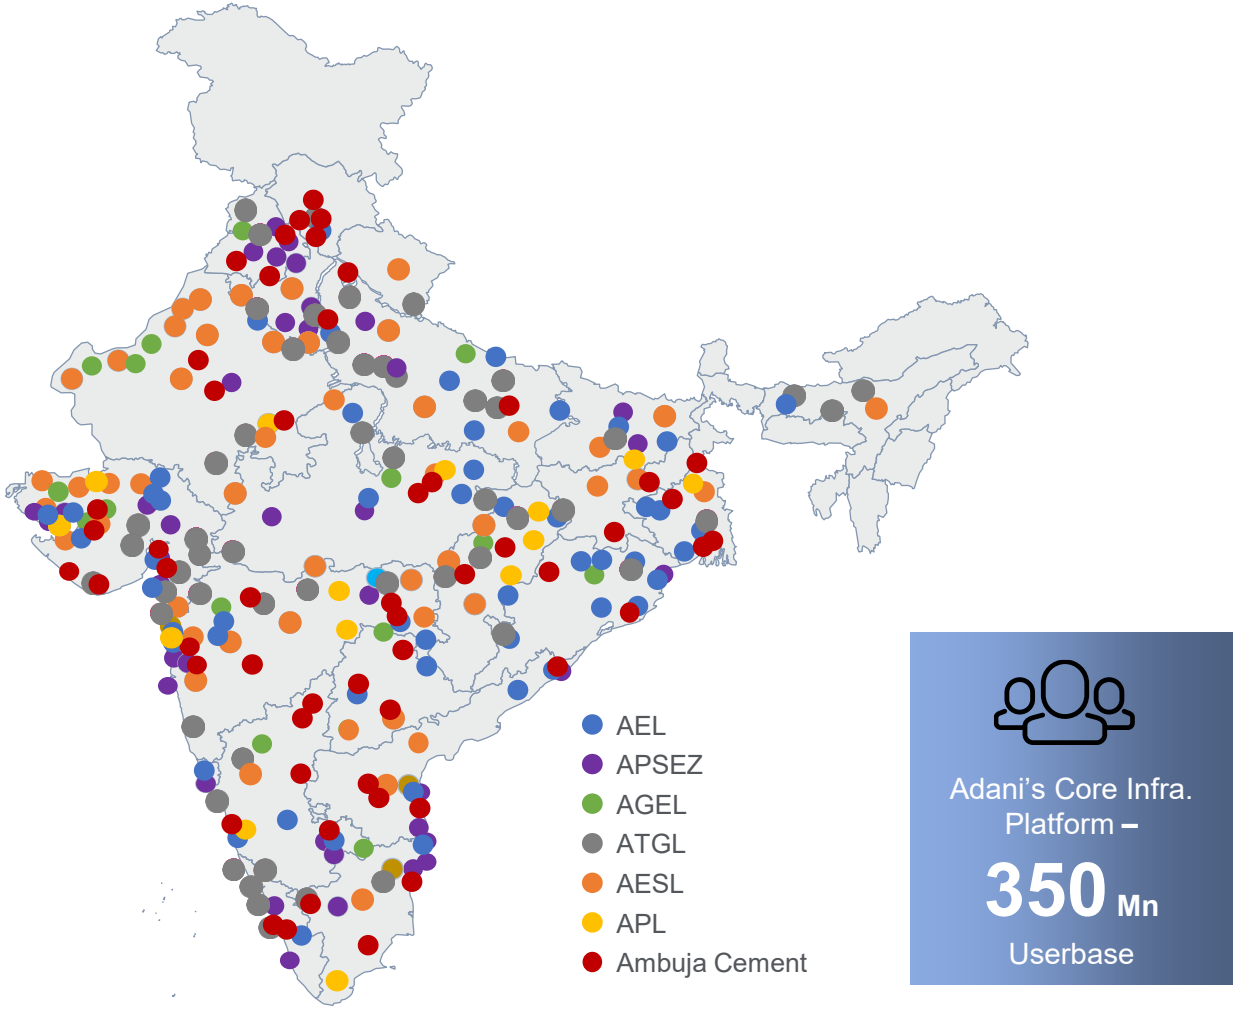 AEL
APSEZ
AGEL
ATGL
AESL
APL
Ambuja Cement
Adani’s Core Infra.
Platform –
350 Mn
Userbase